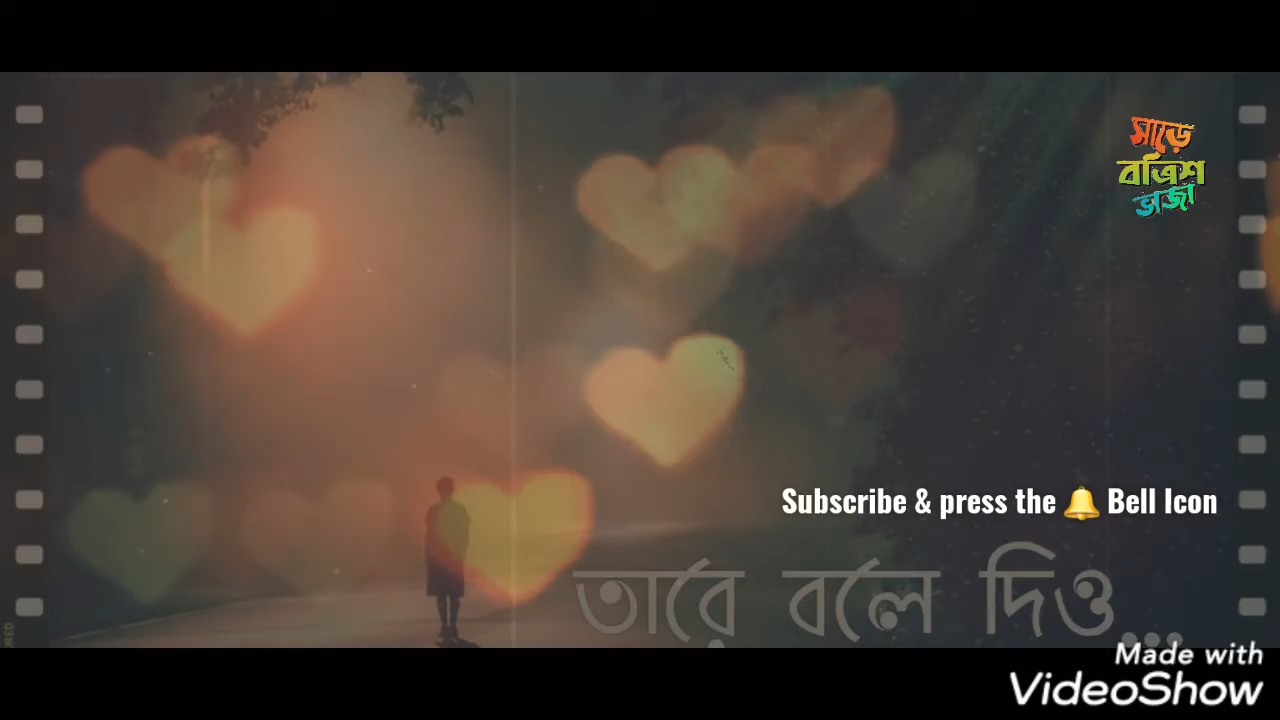 সাড়ে
বত্রিশ
ভাজা
Subscribe & press the 🔔 Bell Icon
তারে বলে দিও...
Made with
VideoShow